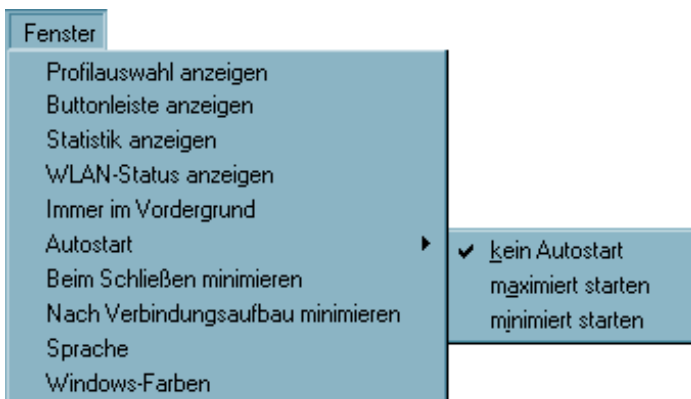 Fenster
Profilauswahl anzeigen
Buttonleiste anzeigen
Statistik anzeigen
WLAN-Status anzeigen
Immer im Vordergrund
Autostart
kein Autostart
Beim Schließen minimieren
maximiert starten
Nach Verbindungsaufbau minimieren
minimiert starten
Sprache
Windows-Farben